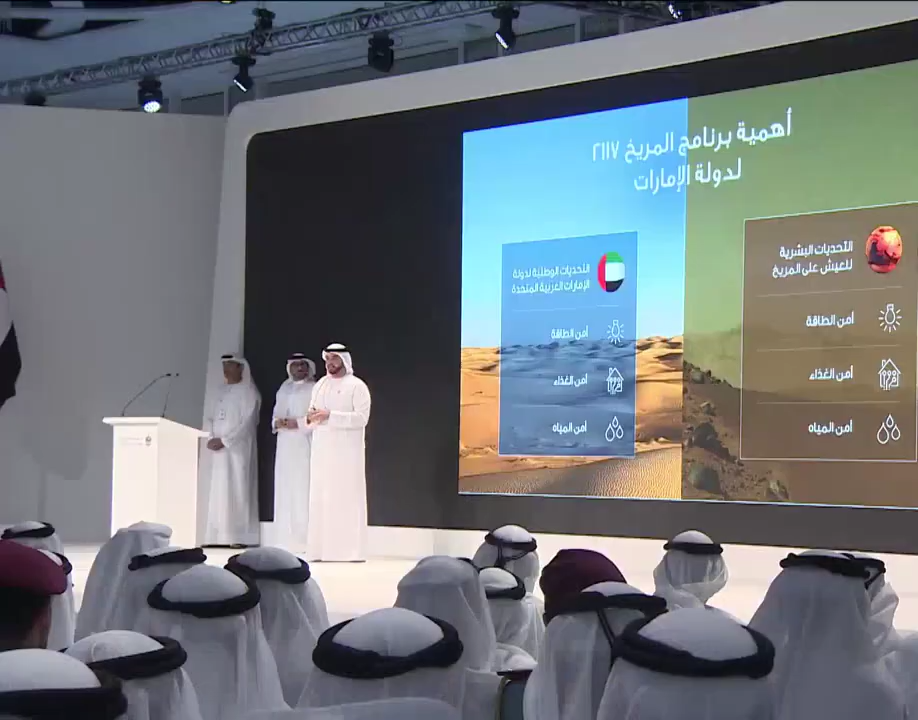 أهمية برنامج المريخ ٢١١٧
لدولة الإمارات
التحديات البشرية
للعيش على المريخ
أمن الطاقة
أمن الغذاء
أمن المياه
التحديات الوطنية لدولة
الإمارات العربية المتحدة
أمن الطاقة
أمن الغذاء
أمن المياه